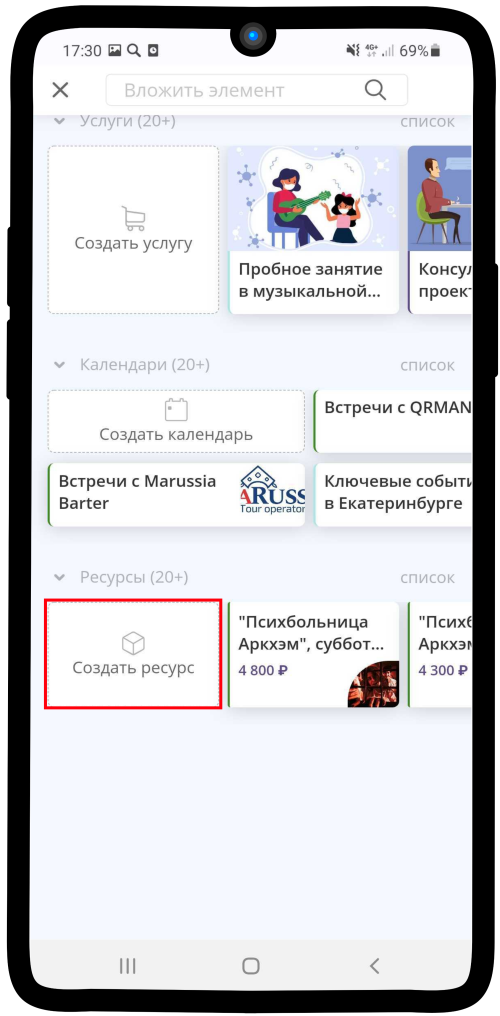 17:30
4G+
69%
Вложить элемент
Услуги (20+)
список
Создать услугу
Пробное занятие
в музыкальной...
Консул
проект
Календари (20+)
список
Создать календарь
Встречи с QRMAN
Встречи с Marussia
Barter
ARUSS
Tour operator
Ключевые событи
в Екатеринбурге
Ресурсы (20+)
список
Создать ресурс
"Психбольница
Аркхэм", суббот...
4 800 ₽
"Психб
Аркхэм
4 300 ₽